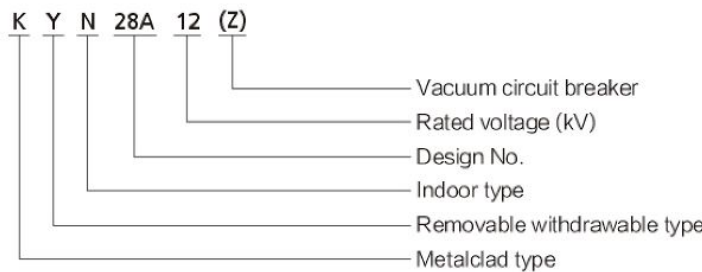 K Y N 28A 12 (Z)
Vacuum circuit breaker
Rated voltage (kV)
Design No.
Indoor type
Removable withdrawable type
Metalclad type